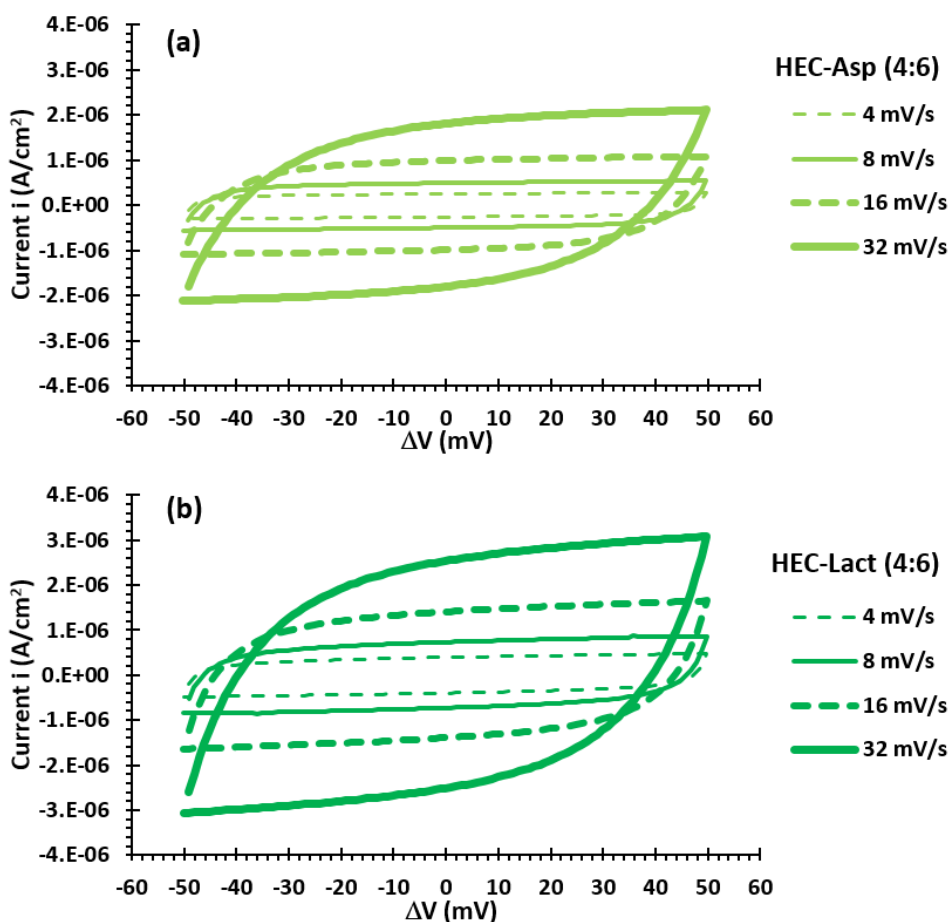 (a)
4.E-06
3.E-06
2.E-06
1.E-06
0.E+00
-1.E-06
-2.E-06
-3.E-06
-4.E-06
Current i (A/cm²)
-60 -50 -40 -30 -20 -10 0 10 20 30 40 50 60
ΔV (mV)
HEC-Asp (4:6)
4 mV/s
8 mV/s
16 mV/s
32 mV/s
(b)
4.E-06
3.E-06
2.E-06
1.E-06
0.E+00
-1.E-06
-2.E-06
-3.E-06
-4.E-06
Current i (A/cm²)
-60 -50 -40 -30 -20 -10 0 10 20 30 40 50 60
ΔV (mV)
HEC-Lact (4:6)
4 mV/s
8 mV/s
16 mV/s
32 mV/s